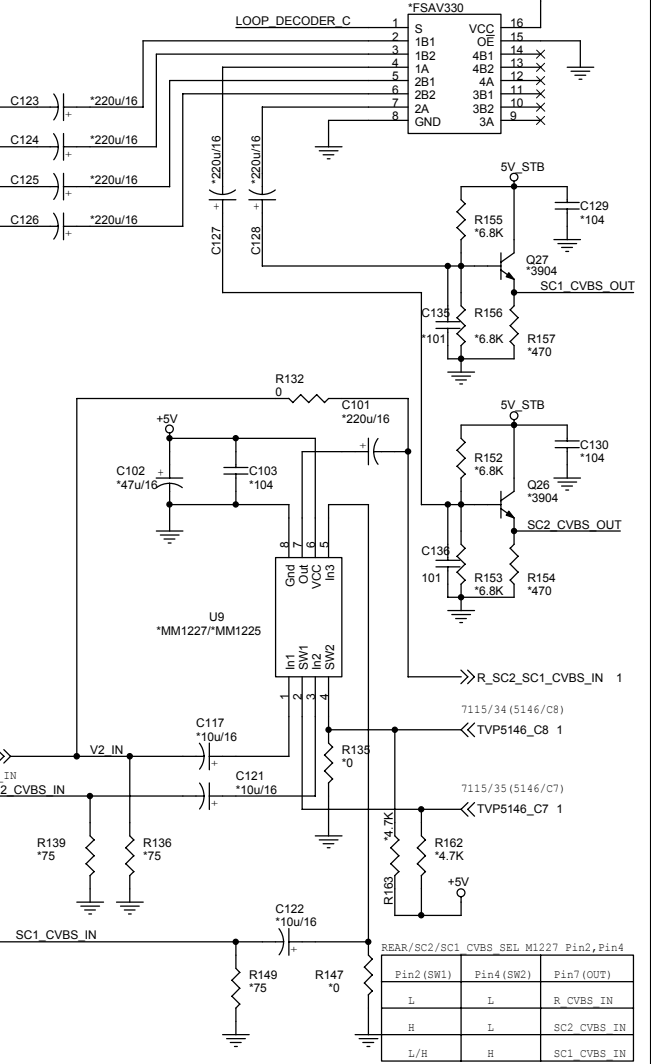 *FSAV330
LOOP_DECODER_C
1 S VCC 16
2 1B1 OE 15
3 1B2 4B1 14
4 1A 4B2 13
5 2B1 4A 12
6 2B2 3B1 11
7 2A 3B2 10
8 GND 3A 9
C123 + *220u/16
C124 + *220u/16
C125 + *220u/16
C126 + *220u/16
*220u/16 + C127
*220u/16 + C128
5V_STB
R155 *6.8K
C129 *104
Q27 *3904
SC1_CVBS_OUT
C135 *101
R156 *6.8K
R157 *470
R132 0
C101 *220u/16 +
+5V
C102 *47u/16 +
C103 *104
5V_STB
R152 *6.8K
C130 *104
Q26 *3904
SC2_CVBS_OUT
C136 101
R153 *6.8K
R154 *470
8 7 6 5
Gnd Out VCC In3
U9
*MM1227/*MM1225
In1 SW1 In2 SW2
1 2 3 4
R_SC2_SC1_CVBS_IN 1
7115/34(5146/C8)
TVP5146_C8 1
C117 *10u/16 +
V2_IN
R135 *0
_IN
2_CVBS_IN
C121 *10u/16 +
7115/35(5146/C7)
TVP5146_C7 1
R139 *75
R136 *75
*4.7K R163
R162 *4.7K
+5V
C122 *10u/16 +
SC1_CVBS_IN
R149 *75
R147 *0
REAR/SC2/SC1_CVBS_SEL M1227 Pin2,Pin4
Pin2(SW1) Pin4(SW2) Pin7(OUT)
L L R_CVBS_IN
H L SC2_CVBS_IN
L/H H SC1_CVBS_IN